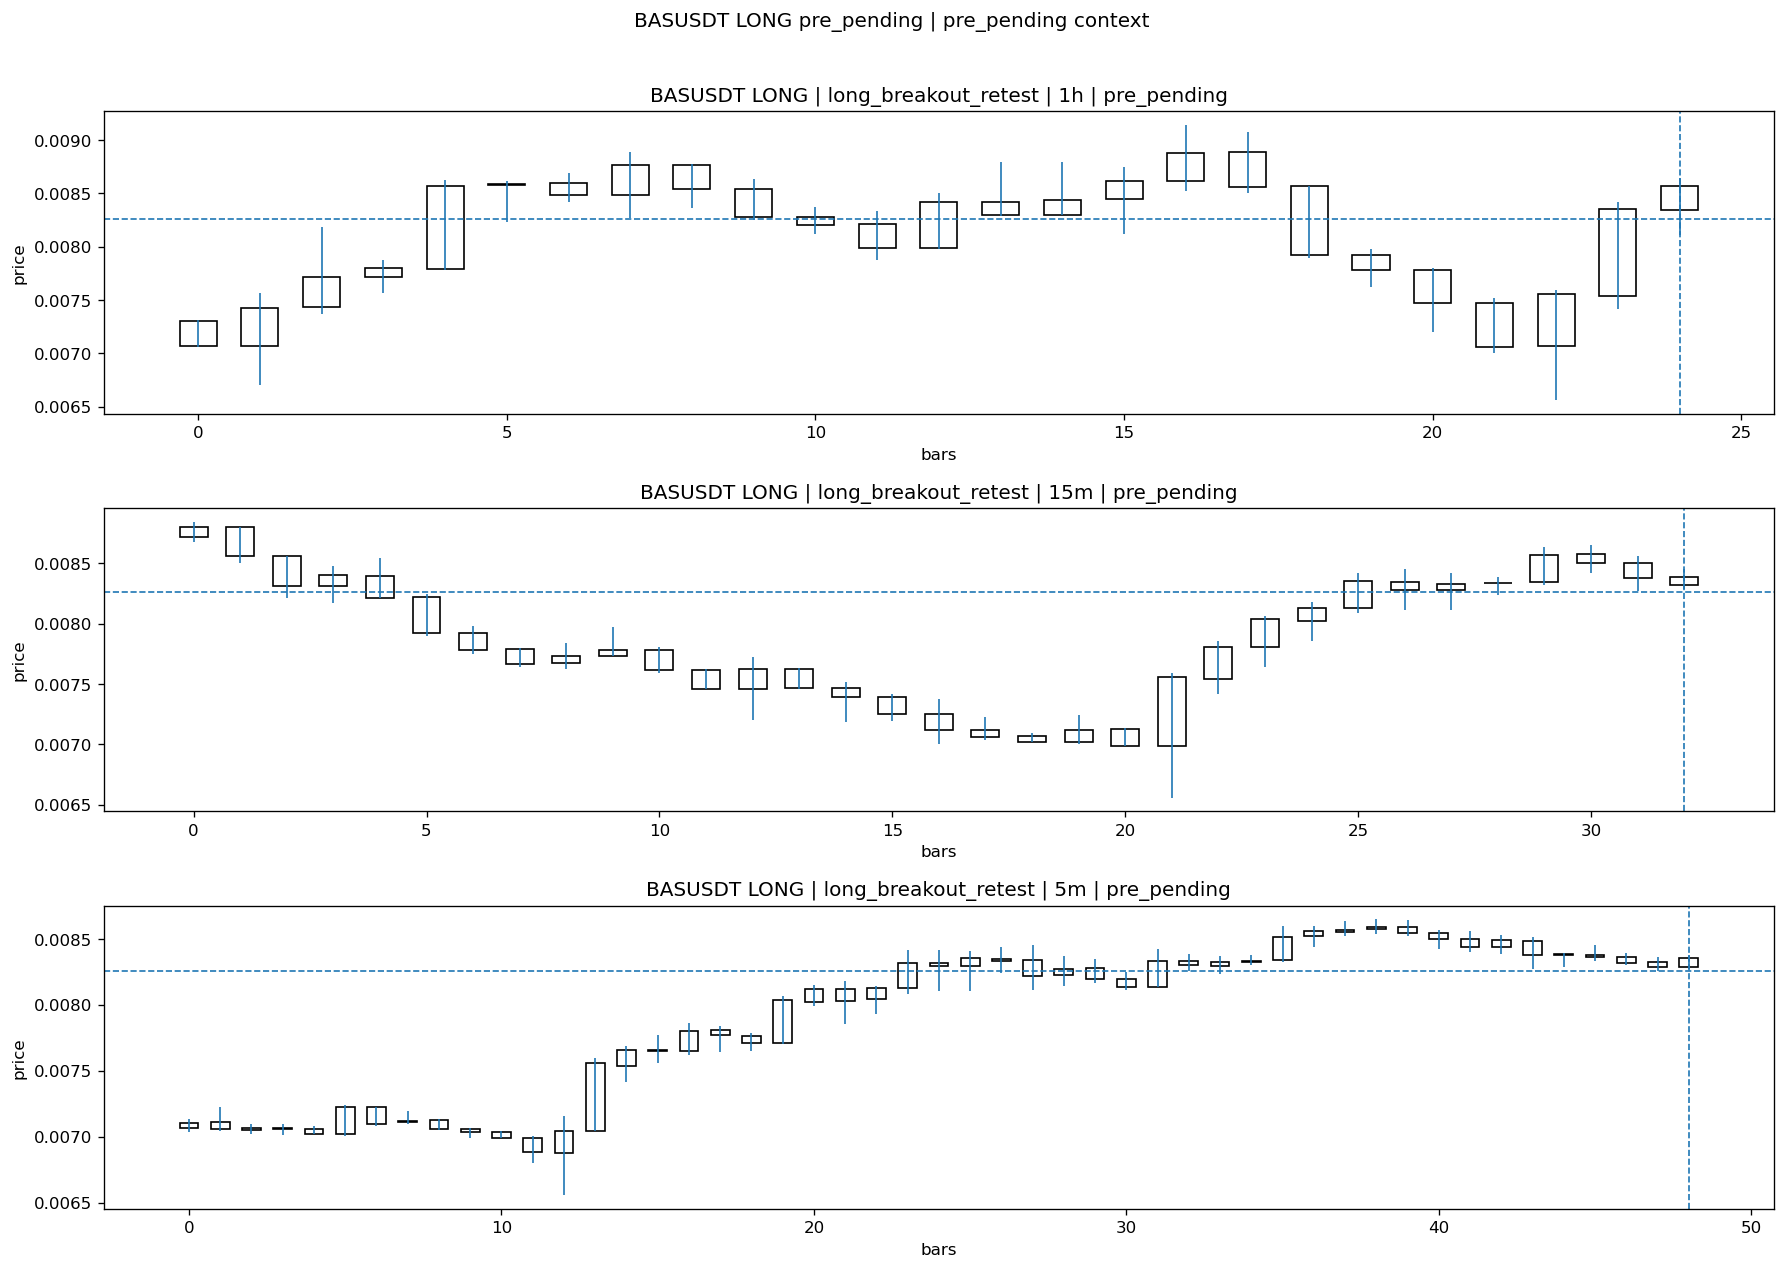 BASUSDT LONG pre_pending | pre_pending context
BASUSDT LONG | long_breakout_retest | 1h | pre_pending
0.0090
0.0085
0.0080
0.0075
0.0070
0.0065
price
0 5 10 15 20 25
bars
BASUSDT LONG | long_breakout_retest | 15m | pre_pending
0.0085
0.0080
0.0075
0.0070
0.0065
price
0 5 10 15 20 25 30
bars
BASUSDT LONG | long_breakout_retest | 5m | pre_pending
0.0085
0.0080
0.0075
0.0070
0.0065
price
0 10 20 30 40 50
bars